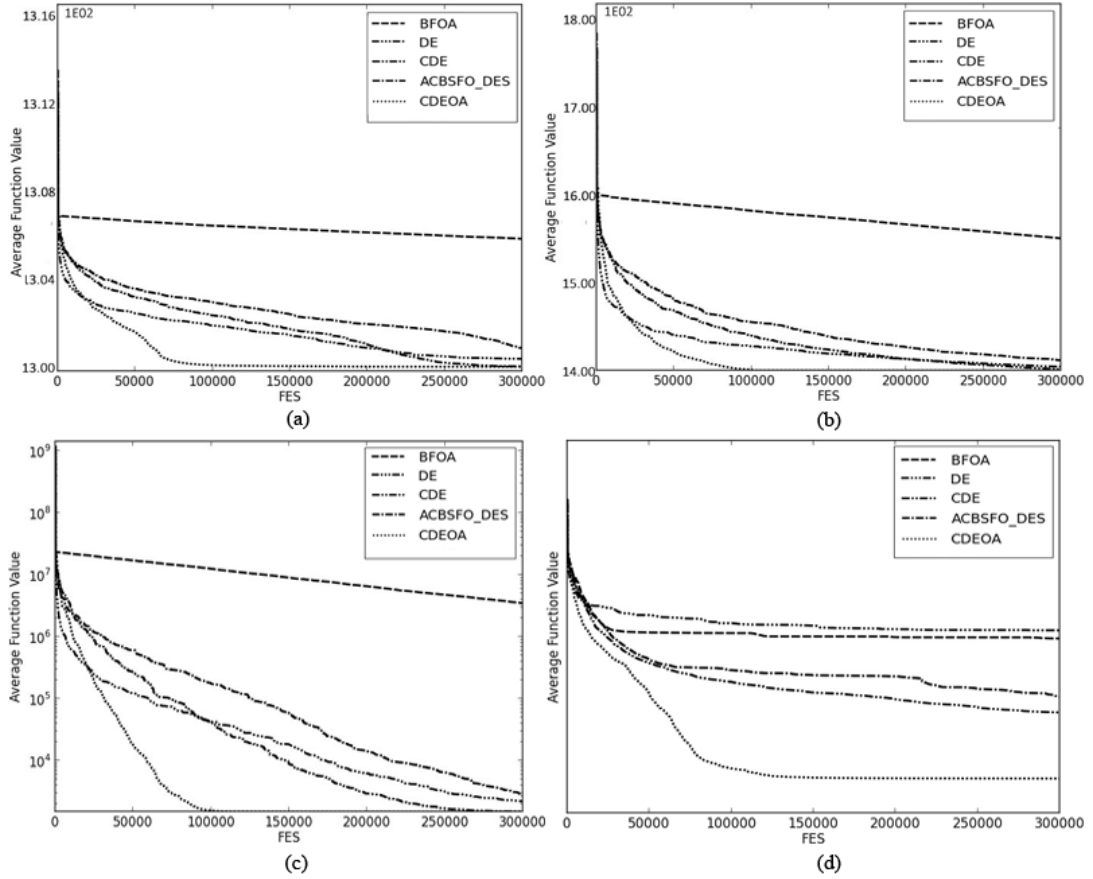 1E02
13.16
13.12
13.08
13.04
13.00
Average Function Value
BFOA
DE
CDE
ACBSFO_DES
CDEOA
0 50000 100000 150000 200000 250000 300000
FES
(a)
18.00
17.00
16.00
15.00
14.00
1E02
Average Function Value
BFOA
DE
CDE
ACBSFO_DES
CDEOA
0 50000 100000 150000 200000 250000 300000
FES
(b)
10⁹
10⁸
10⁷
10⁶
10⁵
10⁴
Average Function Value
BFOA
DE
CDE
ACBSFO_DES
CDEOA
0 50000 100000 150000 200000 250000 300000
FES
(c)
Average Function Value
BFOA
DE
CDE
ACBSFO_DES
CDEOA
0 50000 100000 150000 200000 250000 300000
FES
(d)